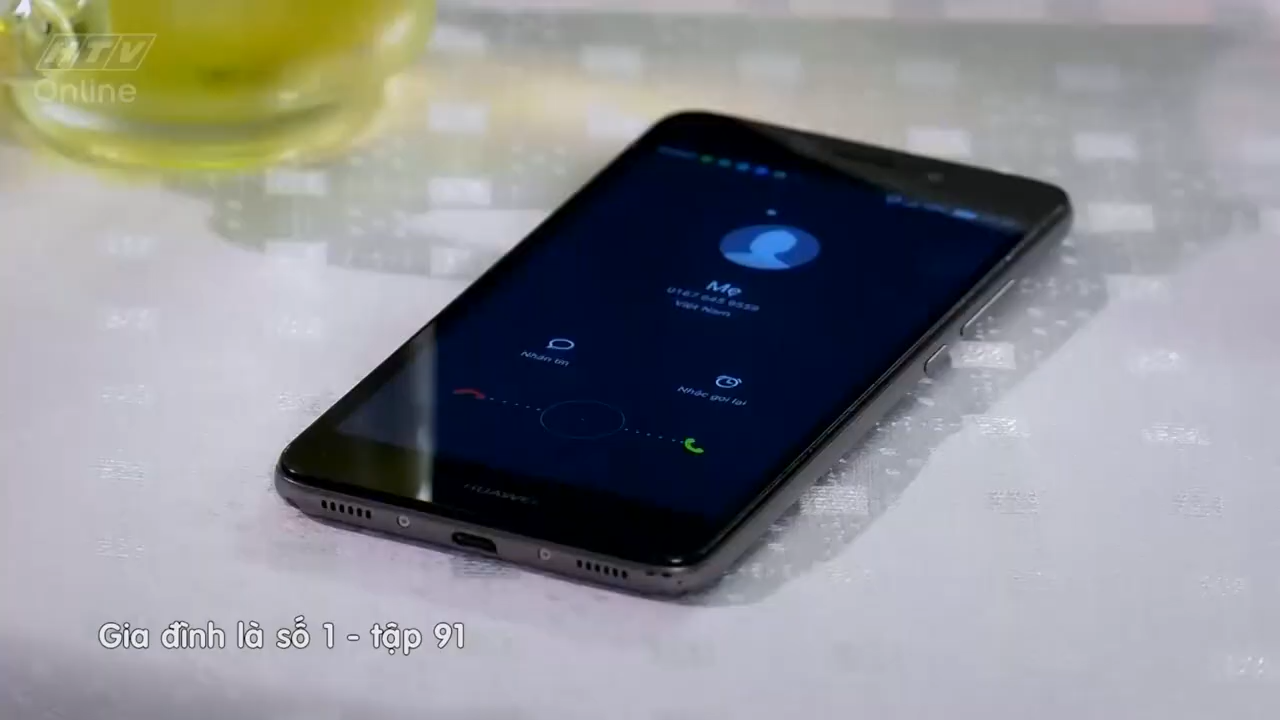 HTV
Online
Mẹ
0167 645 9559
Việt Nam
Nhắn tin
Nhắc gọi lại
HUAWEI
Gia đình là số 1 - tập 91